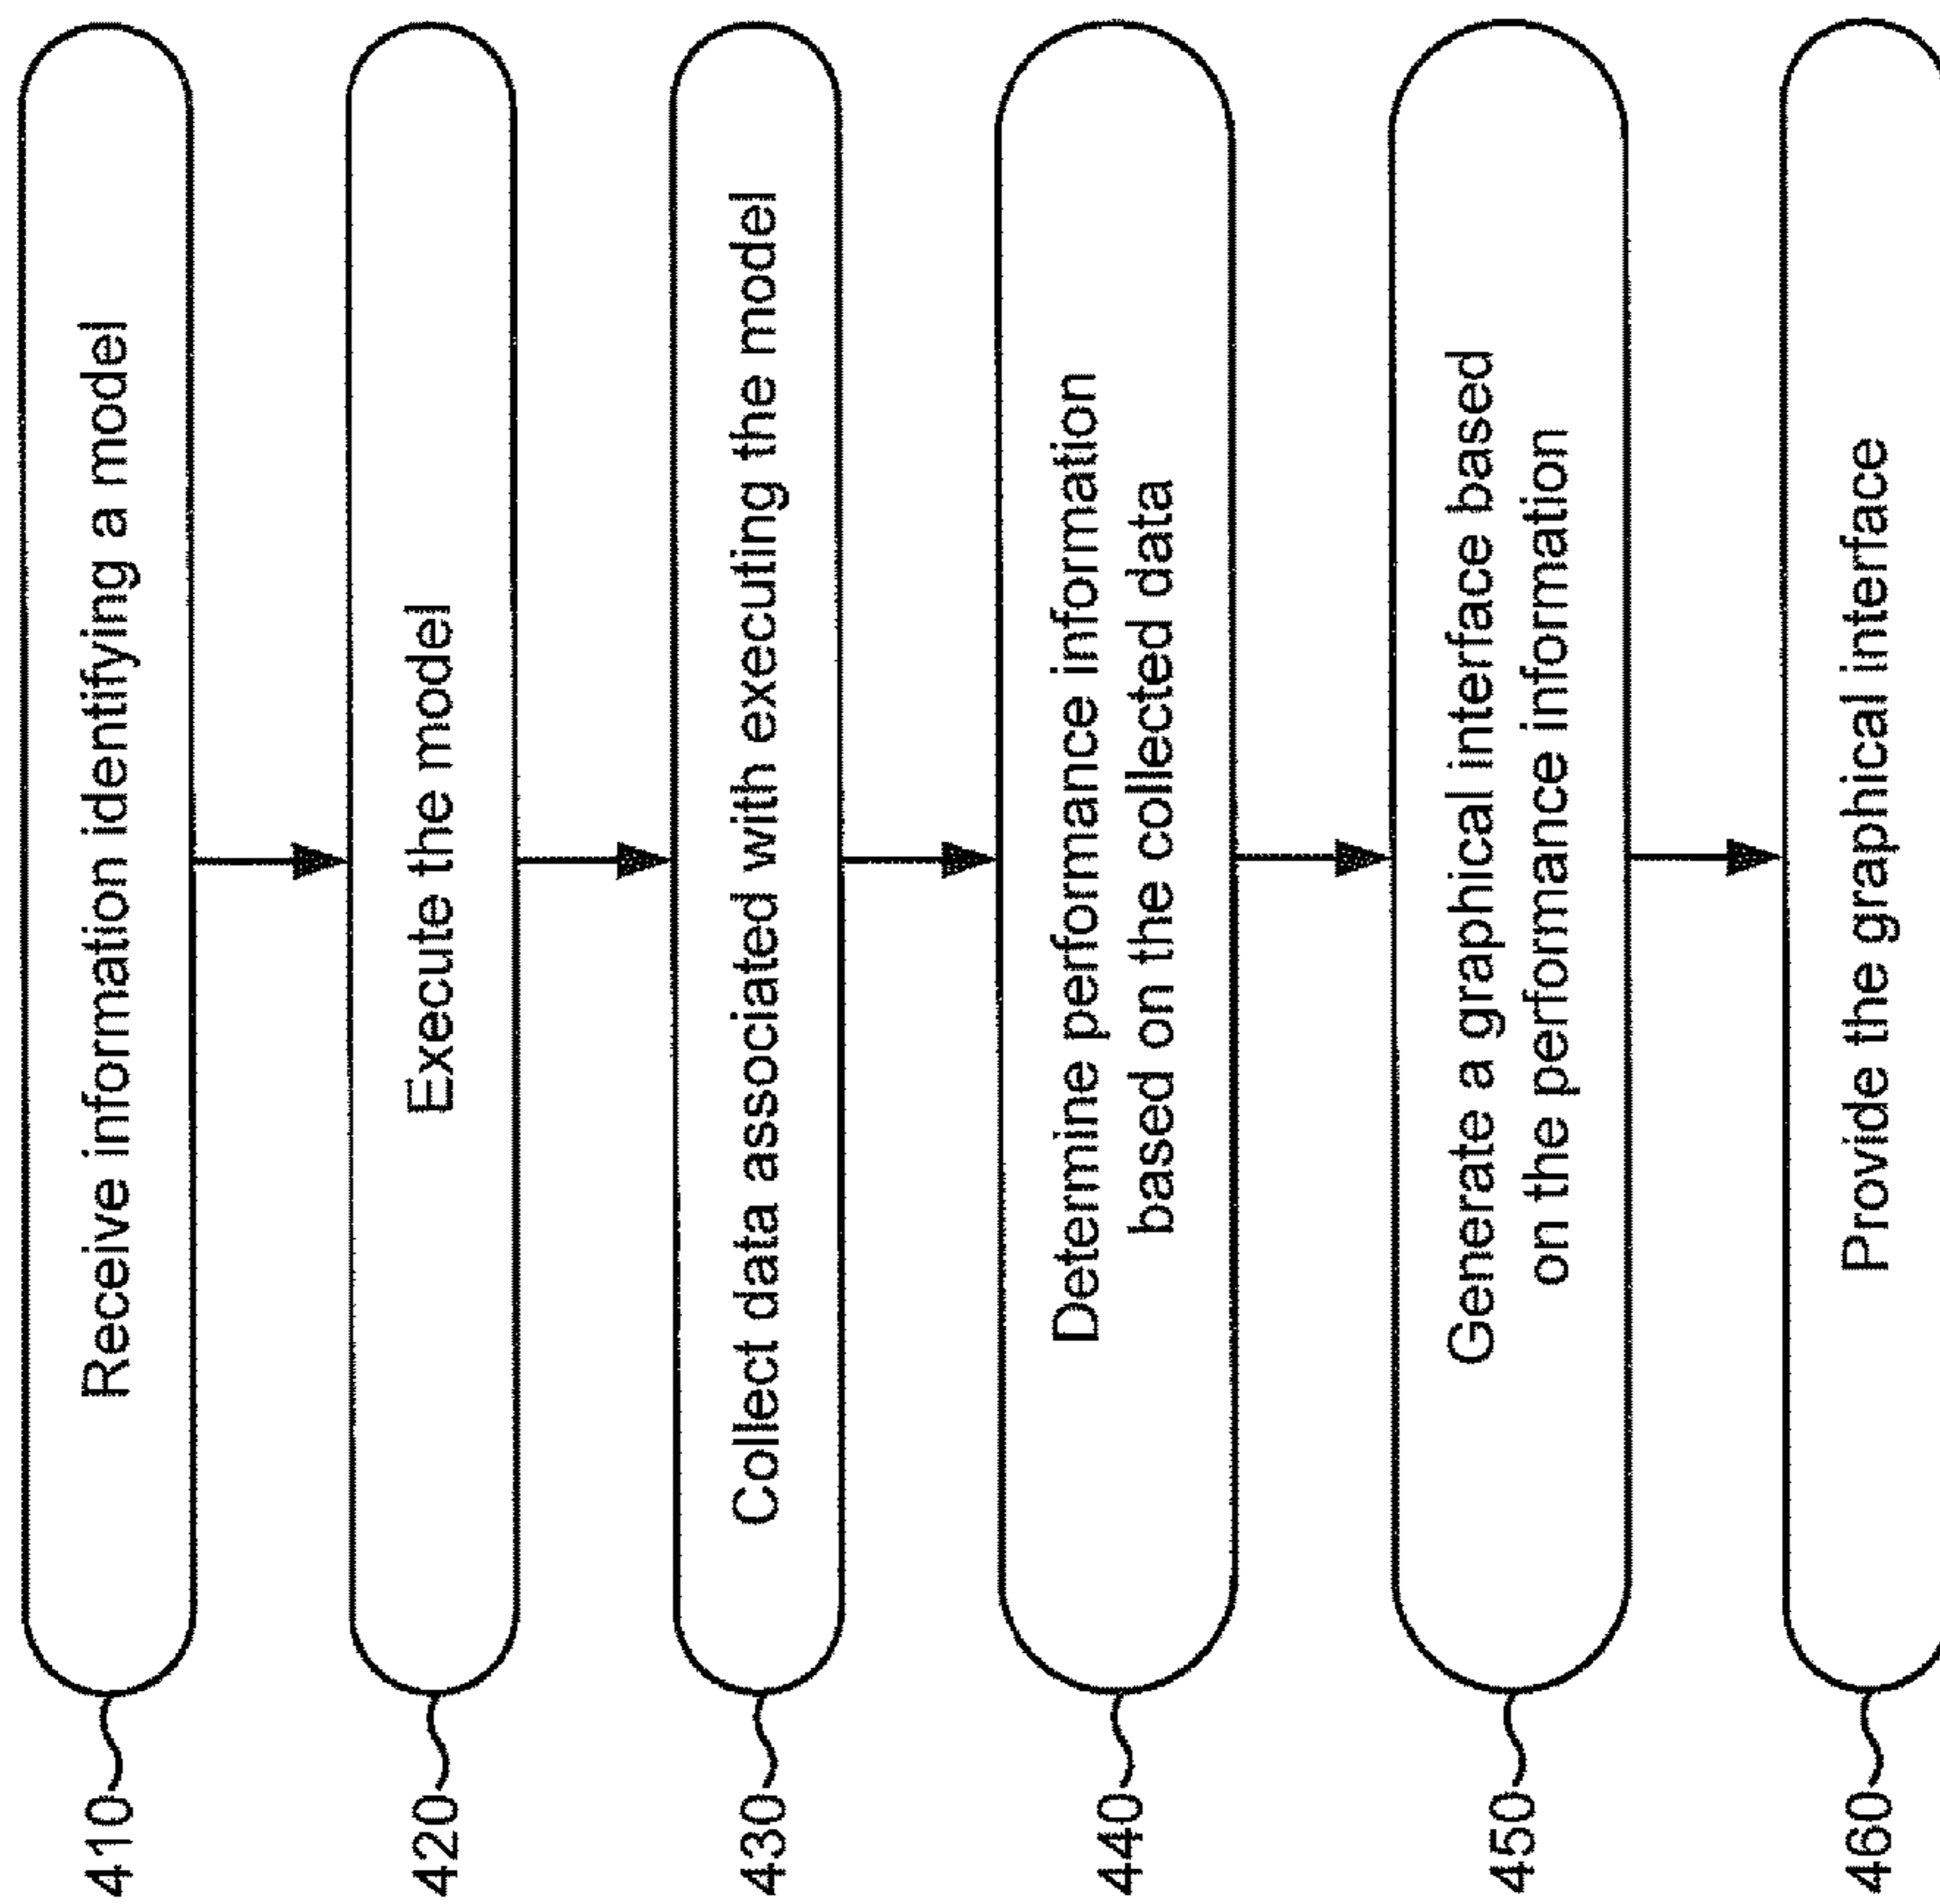 410
Receive information identifying a model
420
Execute the model
430
Collect data associated with executing the model
440
Determine performance information
based on the collected data
450
Generate a graphical interface based
on the performance information
460
Provide the graphical interface